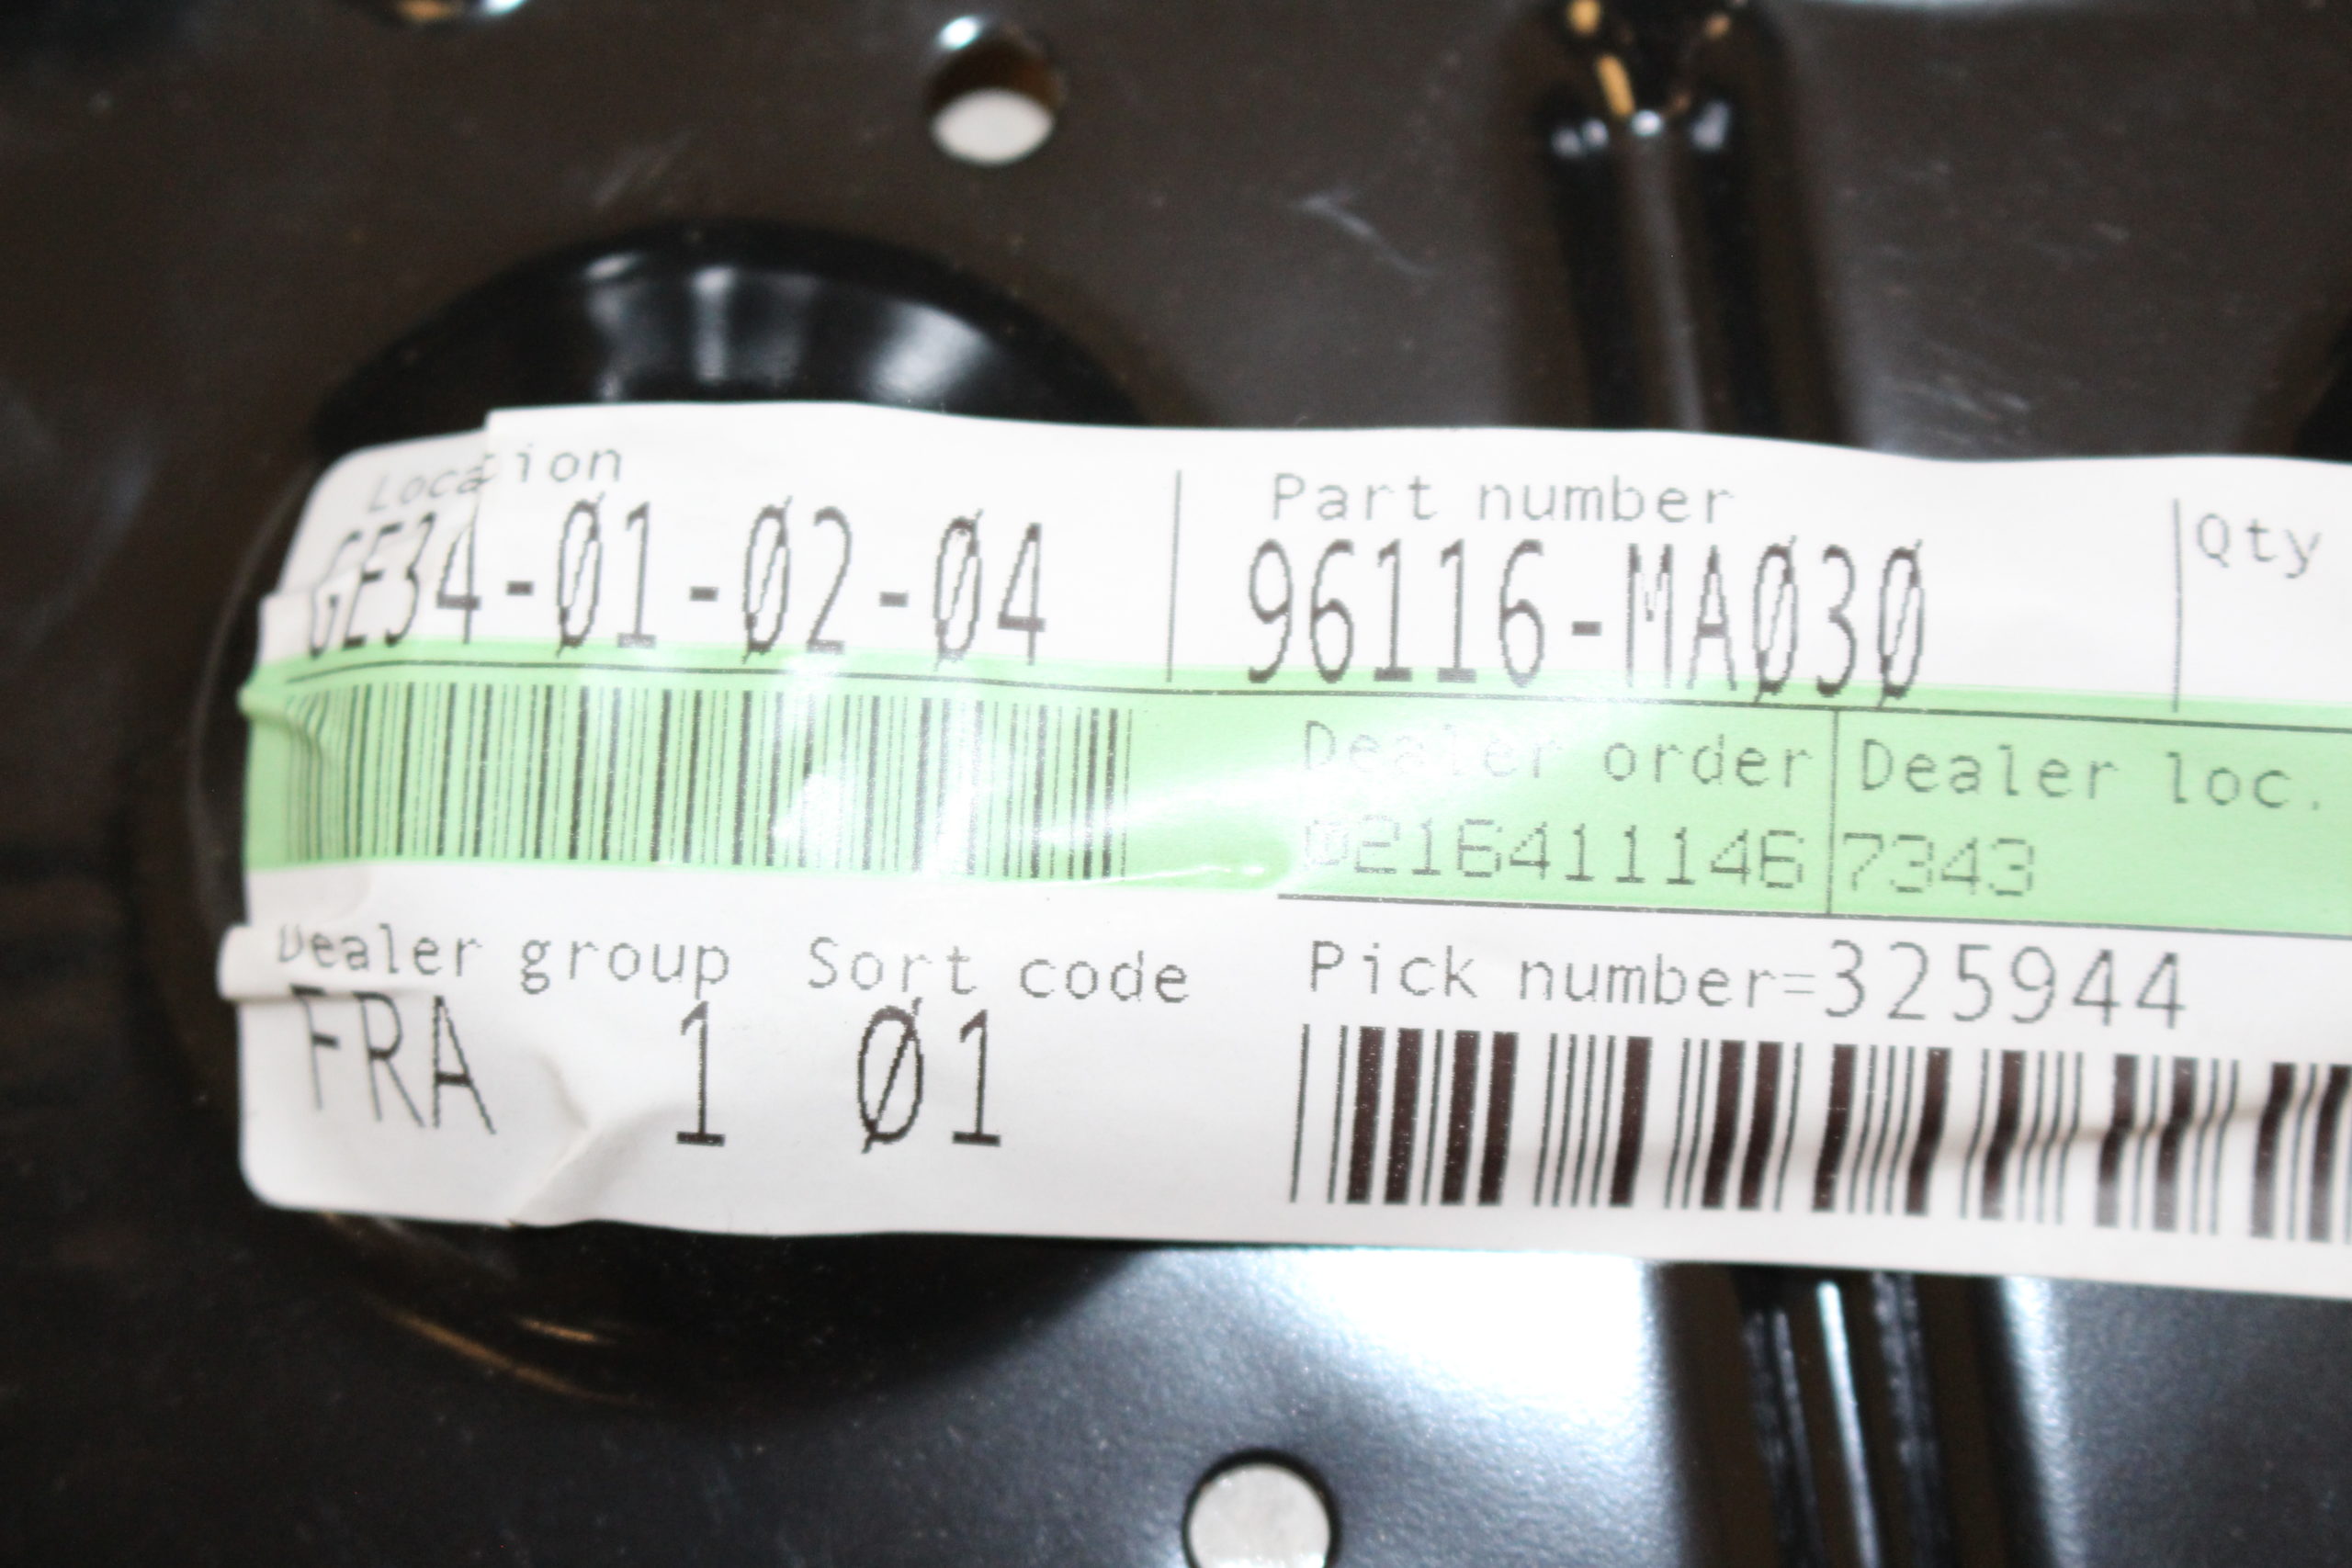 Location Part number Qty
GE34-01-02-04 96116-MA030
Dealer order Dealer loc.
0216411146 7343
Dealer group Sort code Pick number=325944
FRA 1 01